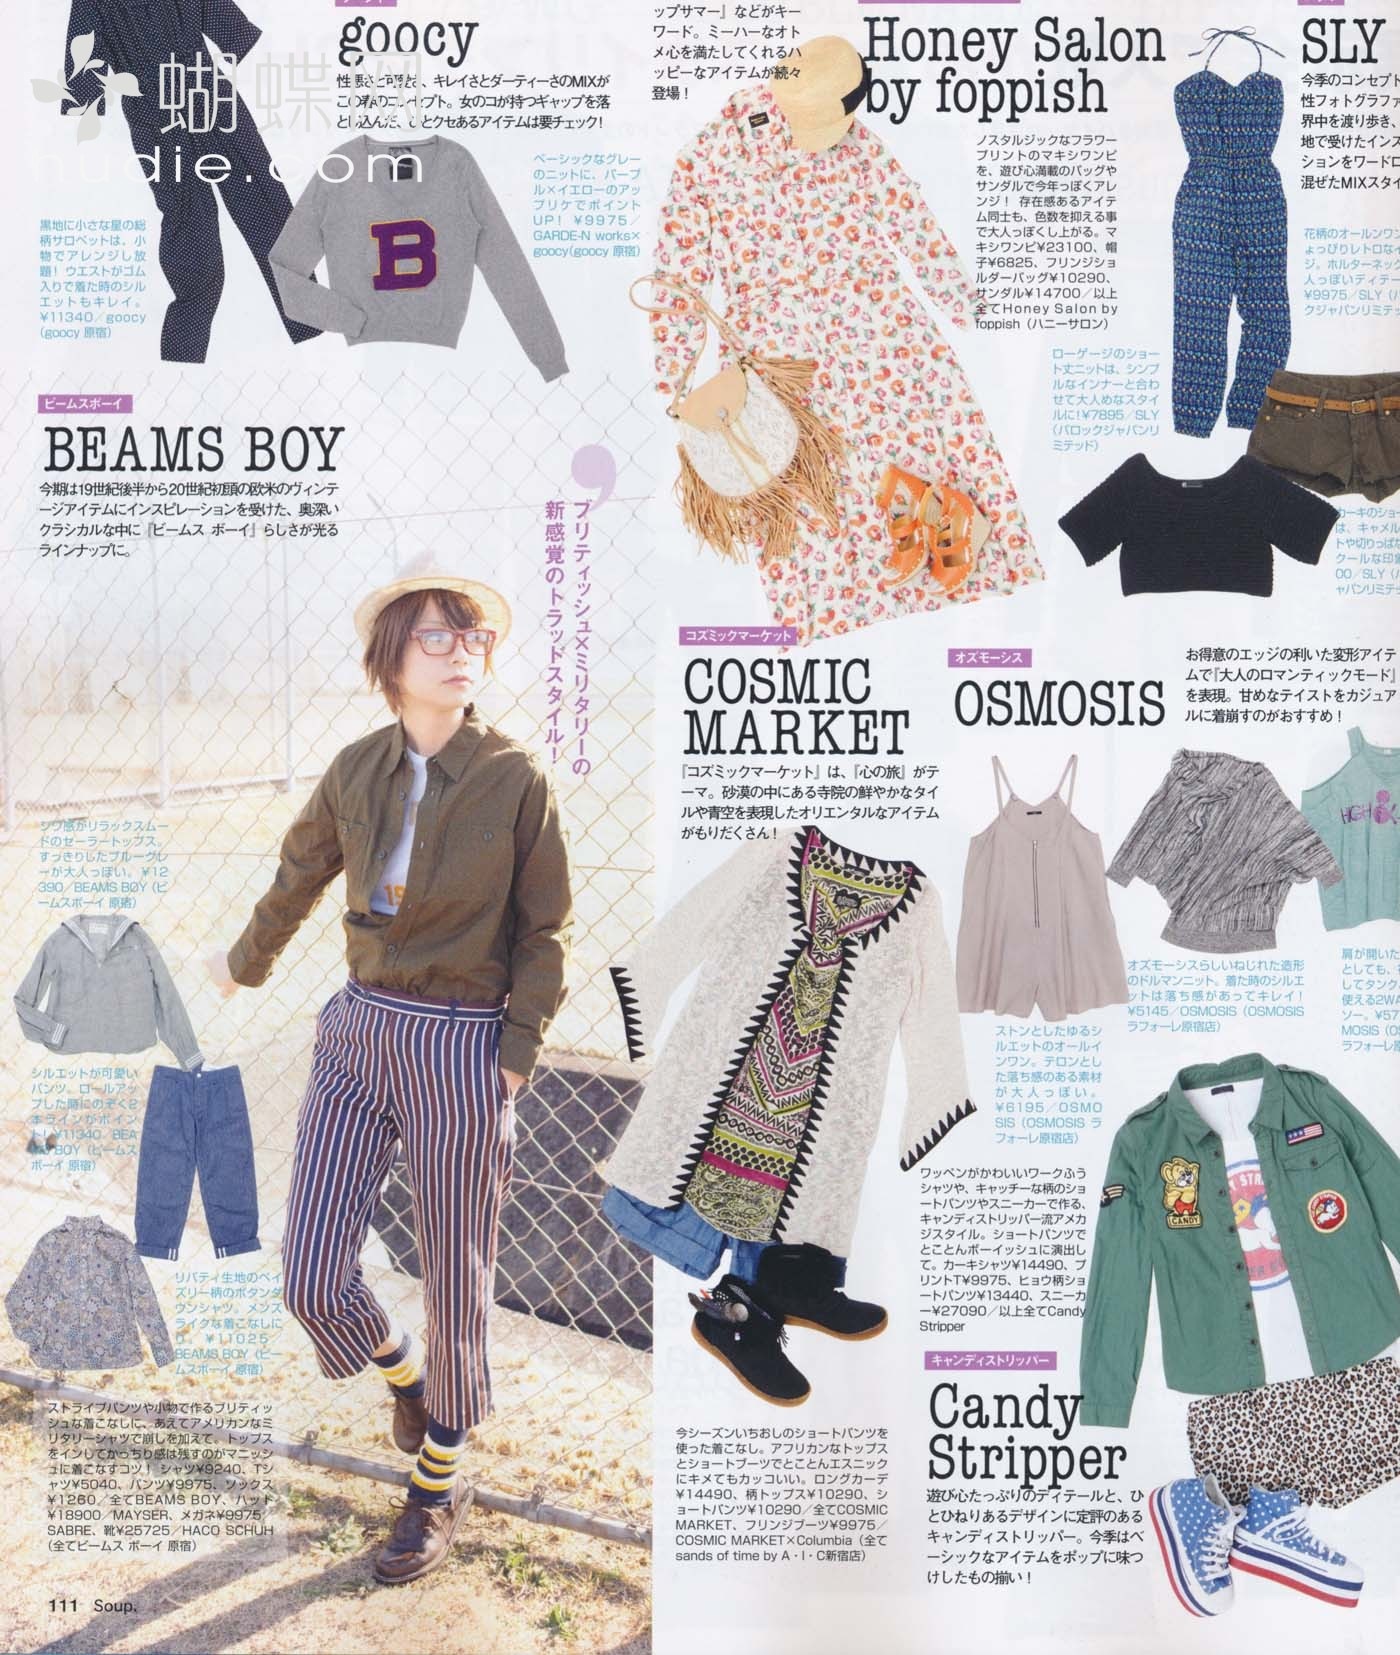 goocy
性悪さと可愛さ、キレイさとダーティーさのMIXが
この春のコンセプト。女のコが持つギャップを落
とし込んだ、ひとクセあるアイテムは要チェック!
蝴蝶网
hudie.com
黒地に小さな星の総
柄サロペットは、小
物でアレンジし放
題! ウエストがゴム
入りで着た時のシル
エットもキレイ。
¥11340/goocy
(goocy 原宿)
ベーシックなグレー
のニットに、パープ
ル×イエローのアッ
プリケでポイント
UP! ¥9975/
GARDE-N works×
goocy(goocy 原宿)
ップサマー』などがキー
ワード。ミーハーなオト
メ心を満たしてくれるハ
ッピーなアイテムが続々
登場!
Honey Salon
by foppish
ノスタルジックなフラワー
プリントのマキシワンピ
を、遊び心満載のバッグや
サンダルで今年っぽくアレ
ンジ! 存在感あるアイテ
ム同士も、色数を抑える事
で大人っぽくし上がる。マ
キシワンピ¥23100、帽
子¥6825、フリンジショ
ルダーバッグ¥10290、
サンダル¥14700/以上
全てHoney Salon by
foppish(ハニーサロン)
SLY
今季のコンセプト
性フォトグラファ
界中を渡り歩き、
地で受けたインス
ションをワードロ
混ぜたMIXスタイ
花柄のオールインワン
ょっぴりレトロな
ジ。ホルターネック
人っぽいディテー
¥9975/SLY(バ
クジャパンリミテッ
ローゲージのショー
ト丈ニットは、シンプ
ルなインナーと合わ
せて大人めなスタイ
ルに!¥7895/SLY
(バロックジャパンリ
ミテッド)
カーキのショー
は、キャメル
トや切りっぱな
クールな印象
00/SLY(バ
ャパンリミテッ
ビームスボーイ
BEAMS BOY
今期は19世紀後半から20世紀初頭の欧米のヴィンテ
ージアイテムにインスピレーションを受けた、奥深い
クラシカルな中に『ビームス ボーイ』らしさが光る
ラインナップに。
ブリティッシュ×ミリタリーの
新感覚のトラッドスタイル!
シワ感がリラックスムー
ドのセーラートップス。
すっきりしたブルーグレ
ーが大人っぽい。¥12
390/BEAMS BOY(ビ
ームスボーイ 原宿)
シルエットが可愛い
パンツ。ロールアッ
プした時にのぞく2
本ラインがポイン
ト!¥11340/BEA
MS BOY(ビームス
ボーイ 原宿)
リバティ生地のペイ
ズリー柄のボタンダ
ウンシャツ。メンズ
ライクな着こなしに
◎。¥11025/
BEAMS BOY(ビー
ムスボーイ 原宿)
ストライプパンツや小物で作るブリティッ
シュな着こなしに、あえてアメリカンなミ
リタリーシャツで崩しを加えて。トップス
をインしてかっちり感は残すのがマニッシ
ュに着こなすコツ! シャツ¥9240、Tシ
ャツ¥5040、パンツ¥9975、ソックス
¥1260/全てBEAMS BOY、ハット
¥18900/MAYSER、メガネ¥9975/
SABRE、靴¥25725/HACO SCHUH
(全てビームス ボーイ 原宿)
111 Soup.
コズミックマーケット
COSMIC
MARKET
『コズミックマーケット』は、『心の旅』がテ
ーマ。砂漠の中にある寺院の鮮やかなタイ
ルや青空を表現したオリエンタルなアイテム
がもりだくさん!
今シーズンいちおしのショートパンツを
使った着こなし。アフリカンなトップス
とショートブーツでとことんエスニック
にキメてもカッコいい。ロングカーデ
¥14490、柄トップス¥10290、シ
ョートパンツ¥10290/全てCOSMIC
MARKET、フリンジブーツ¥9975/
COSMIC MARKET×Columbia(全て
sands of time by A・I・C新宿店)
オズモーシス
OSMOSIS
お得意のエッジの利いた変形アイテ
ムで『大人のロマンティックモード』
を表現。甘めなテイストをカジュア
ルに着崩すのがおすすめ!
オズモーシスらしいねじれた造形
のドルマンニット。着た時のシルエ
ットは落ち感があってキレイ!
¥5145/OSMOSIS(OSMOSIS
ラフォーレ原宿店)
ストンとしたゆるシ
ルエットのオールイ
ンワン。テロンとし
た落ち感のある素材
が大人っぽい。
¥6195/OSMO
SIS(OSMOSIS ラ
フォーレ原宿店)
肩が開いた
としても、
してタンク
使える2WA
ソー。¥57
MOSIS(OS
ラフォーレ原
ワッペンがかわいいワークふう
シャツや、キャッチーな柄のショ
ートパンツやスニーカーで作る、
キャンディストリッパー流アメカ
ジスタイル。ショートパンツで
とことんボーイッシュに演出し
て。カーキシャツ¥14490、プ
リントT¥9975、ヒョウ柄ショ
ートパンツ¥13440、スニーカ
ー¥27090/以上全てCandy
Stripper
キャンディストリッパー
Candy
Stripper
遊び心たっぷりのディテールと、ひ
とひねりあるデザインに定評のある
キャンディストリッパー。今季はベ
ーシックなアイテムをポップに味つ
けしたもの揃い!
B
CANDY